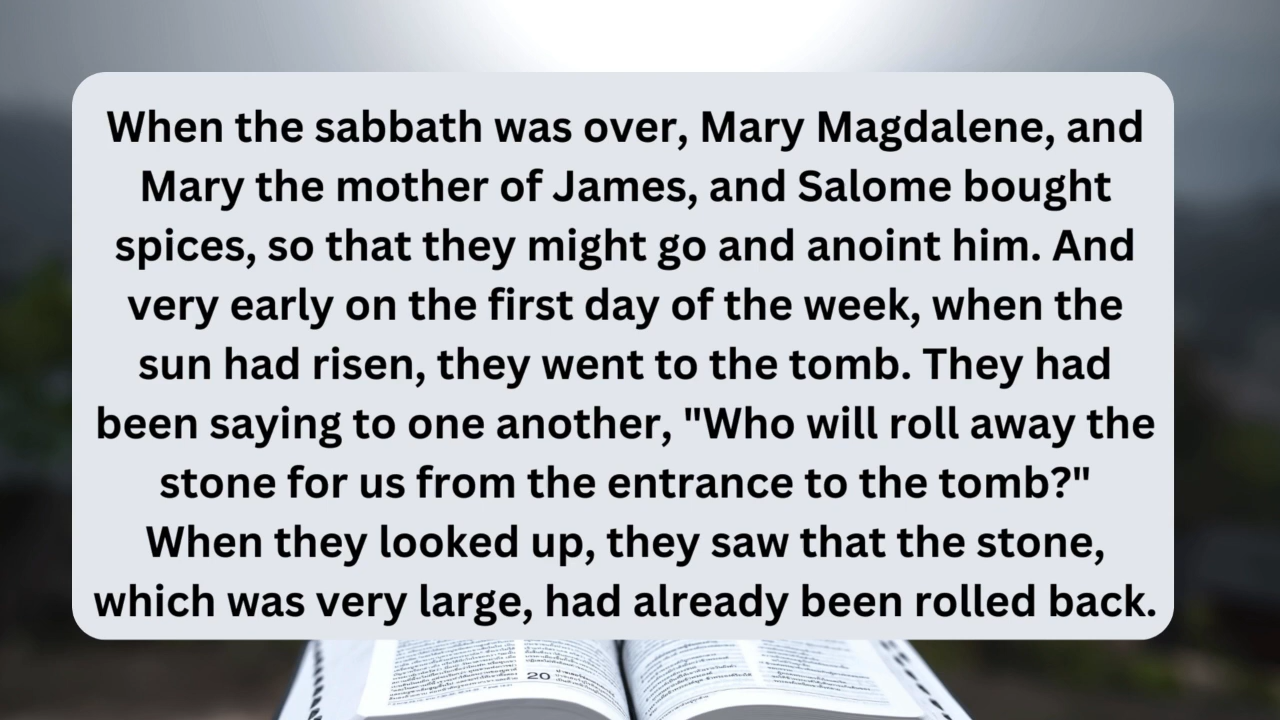 When the sabbath was over, Mary Magdalene, and
Mary the mother of James, and Salome bought
spices, so that they might go and anoint him. And
very early on the first day of the week, when the
sun had risen, they went to the tomb. They had
been saying to one another, "Who will roll away the
stone for us from the entrance to the tomb?"
When they looked up, they saw that the stone,
which was very large, had already been rolled back.
20